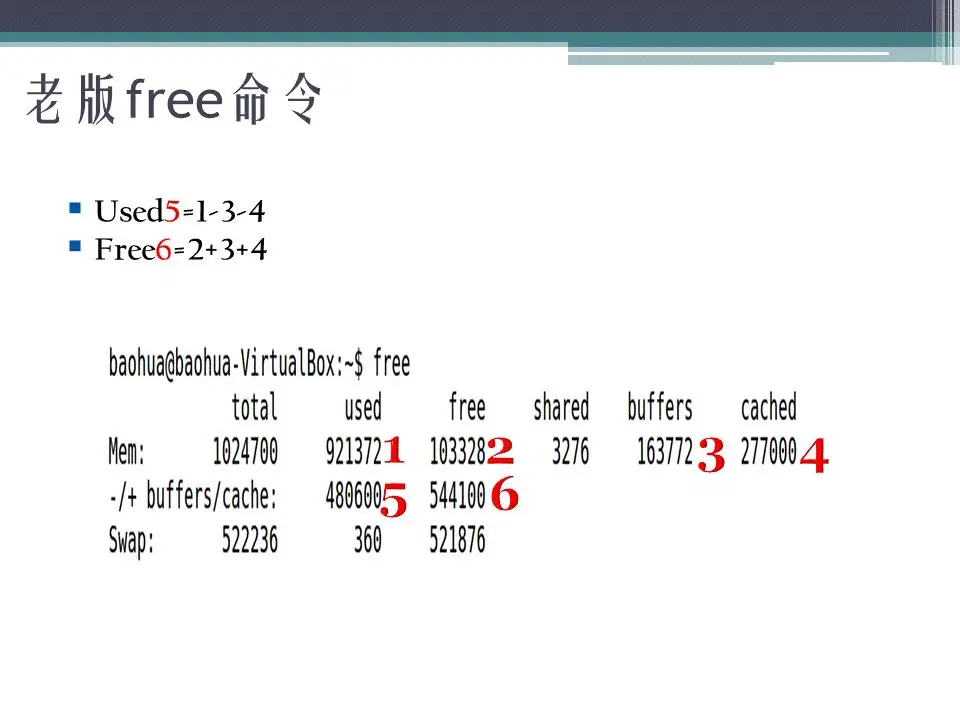 老版free命令
Used5=1-3-4
Free6=2+3+4
baohua@baohua-VirtualBox:~$ free
total used free shared buffers cached
Mem: 1024700 921372 1 103328 2 3276 163772 3 277000 4
-/+ buffers/cache: 480600 5 544100 6
Swap: 522236 360 521876